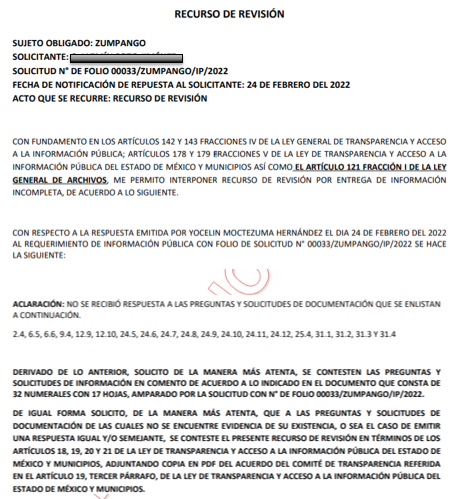 RECURSO DE REVISIÓN
SUJETO OBLIGADO: ZUMPANGO
SOLICITANTE:
SOLICITUD N° DE FOLIO 00033/ZUMPANGO/IP/2022
FECHA DE NOTIFICACIÓN DE REPUESTA AL SOLICITANTE: 24 DE FEBRERO DEL 2022
ACTO QUE SE RECURRE: RECURSO DE REVISIÓN
CON FUNDAMENTO EN LOS ARTÍCULOS 142 Y 143 FRACCIONES IV DE LA LEY GENERAL DE TRANSPARENCIA Y ACCESO
A LA INFORMACIÓN PÚBLICA; ARTÍCULOS 178 Y 179 FRACCIONES V DE LA LEY DE TRANSPARENCIA Y ACCESO A LA
INFORMACIÓN PÚBLICA DEL ESTADO DE MÉXICO Y MUNICIPIOS ASÍ COMO EL ARTÍCULO 121 FRACCIÓN I DE LA LEY
GENERAL DE ARCHIVOS, ME PERMITO INTERPONER RECURSO DE REVISIÓN POR ENTREGA DE INFORMACIÓN
INCOMPLETA, DE ACUERDO A LO SIGUIENTE.
CON RESPECTO A LA RESPUESTA EMITIDA POR YOCELIN MOCTEZUMA HERNÁNDEZ EL DIA 24 DE FEBRERO DEL 2022
AL REQUERIMIENTO DE INFORMACIÓN PÚBLICA CON FOLIO DE SOLICITUD N° 00033/ZUMPANGO/IP/2022 SE HACE
LA SIGUIENTE:
ACLARACIÓN: NO SE RECIBIÓ RESPUESTA A LAS PREGUNTAS Y SOLICITUDES DE DOCUMENTACIÓN QUE SE ENLISTAN
A CONTINUACIÓN.
2.4, 6.5, 6.6, 9.4, 12.9, 12.10, 24.5, 24.6, 24.7, 24.8, 24.9, 24.10, 24.11, 24.12, 25.4, 31.1, 31.2, 31.3 Y 31.4
DERIVADO DE LO ANTERIOR, SOLICITO DE LA MANERA MÁS ATENTA, SE CONTESTEN LAS PREGUNTAS Y
SOLICITUDES DE INFORMACIÓN EN COMENTO DE ACUERDO A LO INDICADO EN EL DOCUMENTO QUE CONSTA DE
32 NUMERALES CON 17 HOJAS, AMPARADO POR LA SOLICITUD CON N° DE FOLIO 00033/ZUMPANGO/IP/2022.
DE IGUAL FORMA SOLICITO, DE LA MANERA MÁS ATENTA, QUE A LAS PREGUNTAS Y SOLICITUDES DE
DOCUMENTACIÓN DE LAS CUALES NO SE ENCUENTRE EVIDENCIA DE SU EXISTENCIA, O SEA EL CASO DE EMITIR
UNA RESPUESTA IGUAL Y/O SEMEJANTE, SE CONTESTE EL PRESENTE RECURSO DE REVISIÓN EN TÉRMINOS DE LOS
ARTÍCULOS 18, 19, 20 Y 21 DE LA LEY DE TRANSPARENCIA Y ACCESO A LA INFORMACIÓN PÚBLICA DEL ESTADO DE
MÉXICO Y MUNICIPIOS, ADJUNTANDO COPIA EN PDF DEL ACUERDO DEL COMITÉ DE TRANSPARENCIA REFERIDA
EN EL ARTÍCULO 19, TERCER PÁRRAFO, DE LA LEY DE TRANSPARENCIA Y ACCESO A LA INFORMACIÓN PÚBLICA DEL
ESTADO DE MÉXICO Y MUNICIPIOS.